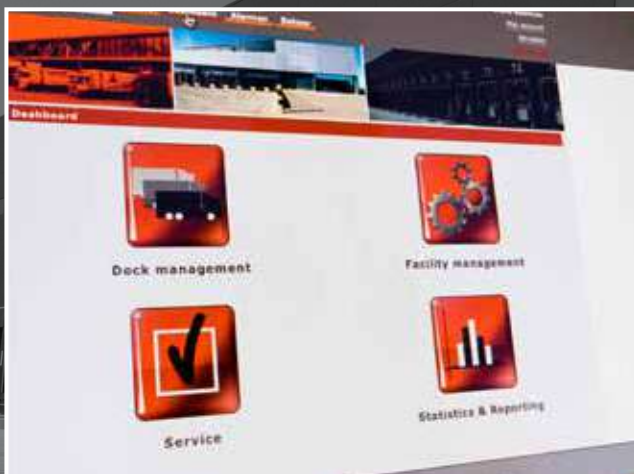 Dashboard
Dock management
Facility management
Service
Statistics & Reporting